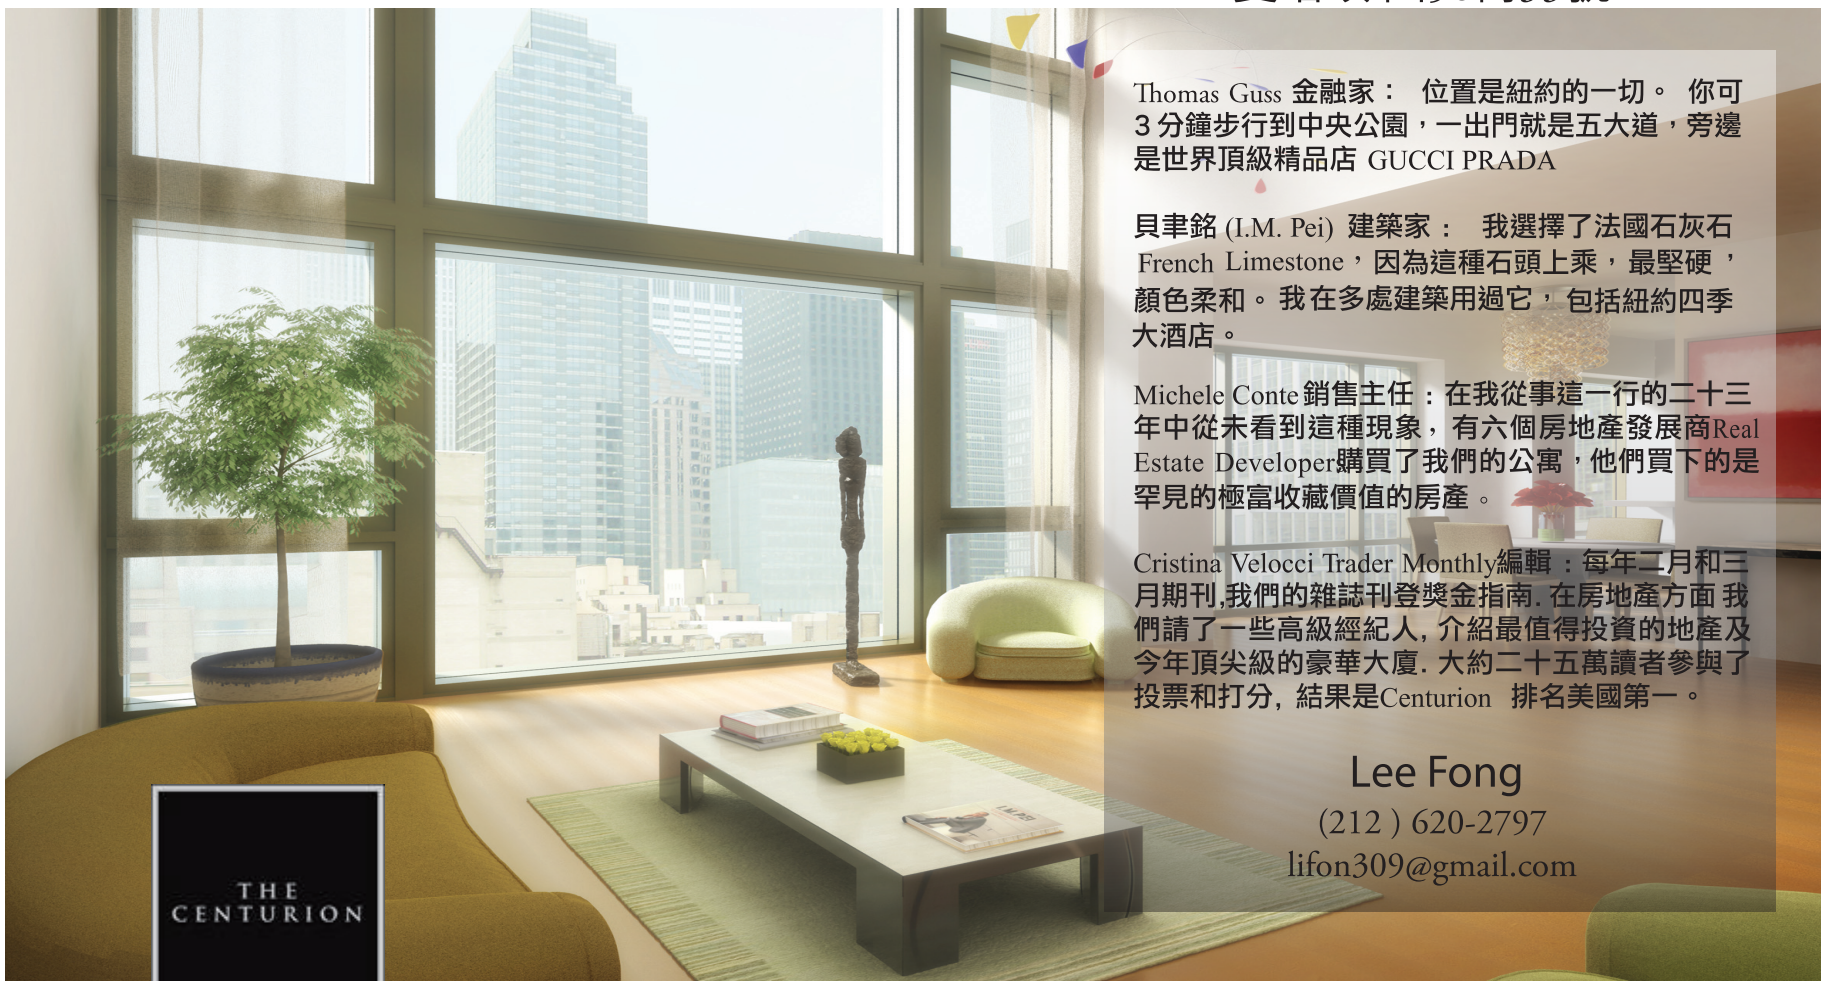 Thomas Guss 金融家： 位置是紐約的一切。 你可
3 分鐘步行到中央公園，一出門就是五大道，旁邊
是世界頂級精品店 GUCCI PRADA
貝聿銘 (I.M. Pei) 建築家： 我選擇了法國石灰石
French Limestone，因為這種石頭上乘，最堅硬，
顏色柔和。我在多處建築用過它， 包括紐約四季
大酒店。
Michele Conte 銷售主任：在我從事這一行的二十三
年中從未看到這種現象，有六個房地產發展商Real
Estate Developer購買了我們的公寓，他們買下的是
罕見的極富收藏價值的房產。
Cristina Velocci Trader Monthly編輯：每年二月和三
月期刊,我們的雜誌刊登獎金指南. 在房地產方面 我
們請了一些高級經紀人, 介紹最值得投資的地產及
今年頂尖級的豪華大廈. 大約二十五萬讀者參與了
投票和打分, 結果是Centurion 排名美國第一。
Lee Fong
(212 ) 620-2797
lifon309@gmail.com
I.M. PEI
THE
CENTURION